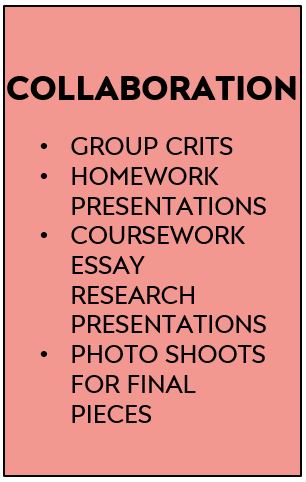 COLLABORATION
• GROUP CRITS
• HOMEWORK
PRESENTATIONS
• COURSEWORK
ESSAY
RESEARCH
PRESENTATIONS
• PHOTO SHOOTS
FOR FINAL
PIECES